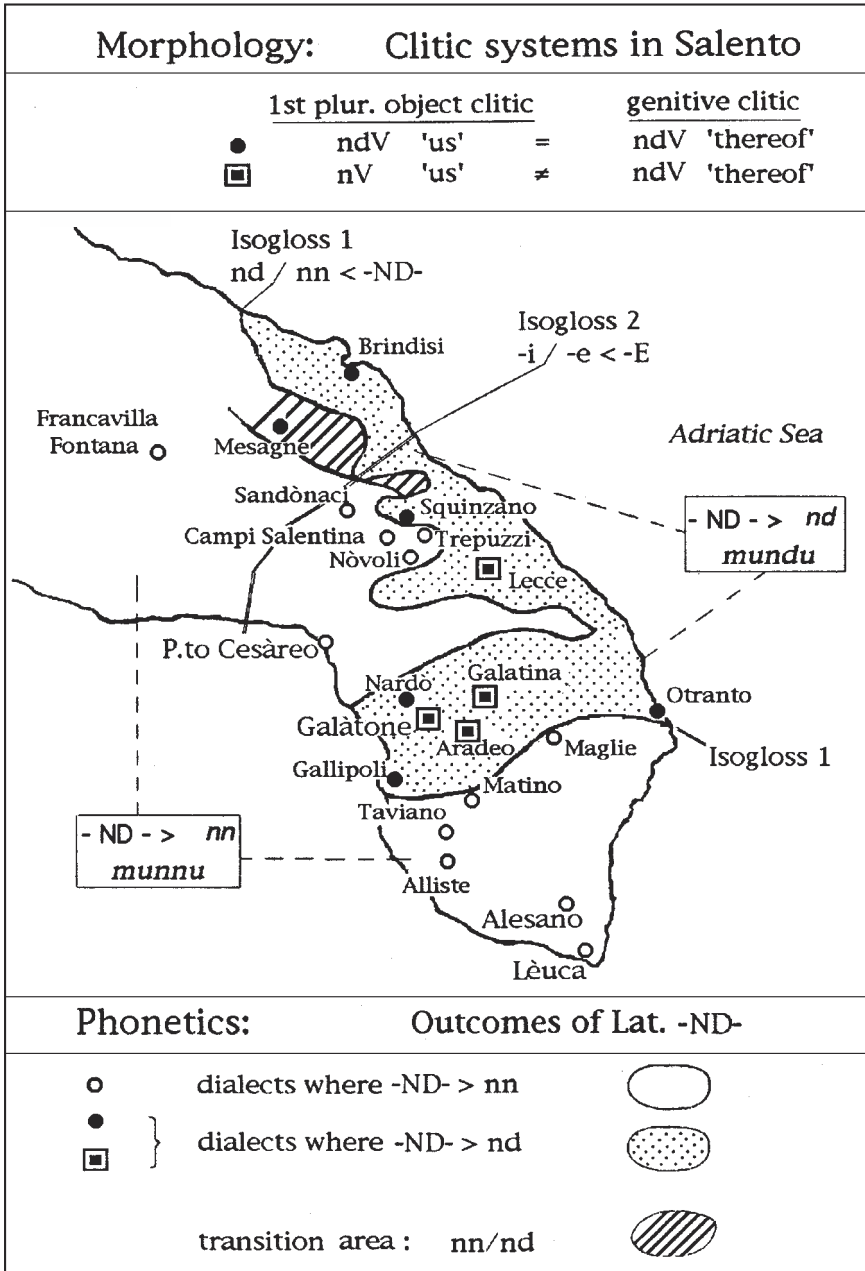 Morphology: Clitic systems in Salento
1st plur. object clitic genitive clitic
● ndV 'us' = ndV 'thereof'
▣ nV 'us' ≠ ndV 'thereof'
Isogloss 1
nd / nn < -ND-
Isogloss 2
-i / -e < -E
Brindisi
Francavilla
Fontana
Mesagne
Adriatic Sea
Sandònaci
Squinzano
Campi Salentina
Trepuzzi
Nòvoli
Lecce
- ND - > nd
mundu
P.to Cesàreo
Nardò
Galatina
Otranto
Galàtone
Aradeo
Maglie
Isogloss 1
Gallipoli
Matino
Taviano
- ND - > nn
munnu
Alliste
Alesano
Lèuca
Phonetics: Outcomes of Lat. -ND-
dialects where -ND- > nn
} dialects where -ND- > nd
transition area : nn/nd